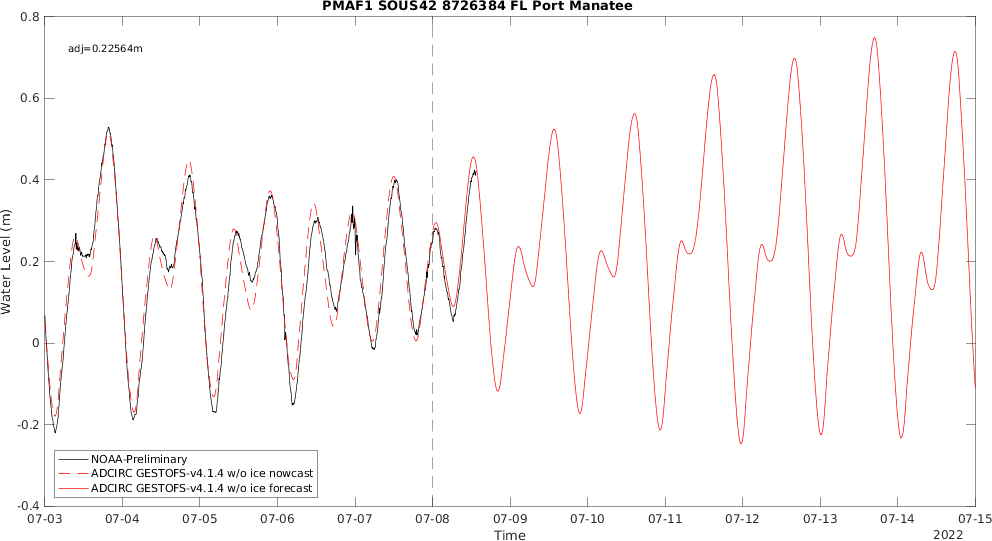 PMAF1 SOUS42 8726384 FL Port Manatee
adj=0.22564m
0.8
0.6
0.4
0.2
0
-0.2
-0.4
Water Level (m)
NOAA-Preliminary
ADCIRC GESTOFS-v4.1.4 w/o ice nowcast
ADCIRC GESTOFS-v4.1.4 w/o ice forecast
07-03 07-04 07-05 07-06 07-07 07-08 07-09 07-10 07-11 07-12 07-13 07-14 07-15
Time
2022